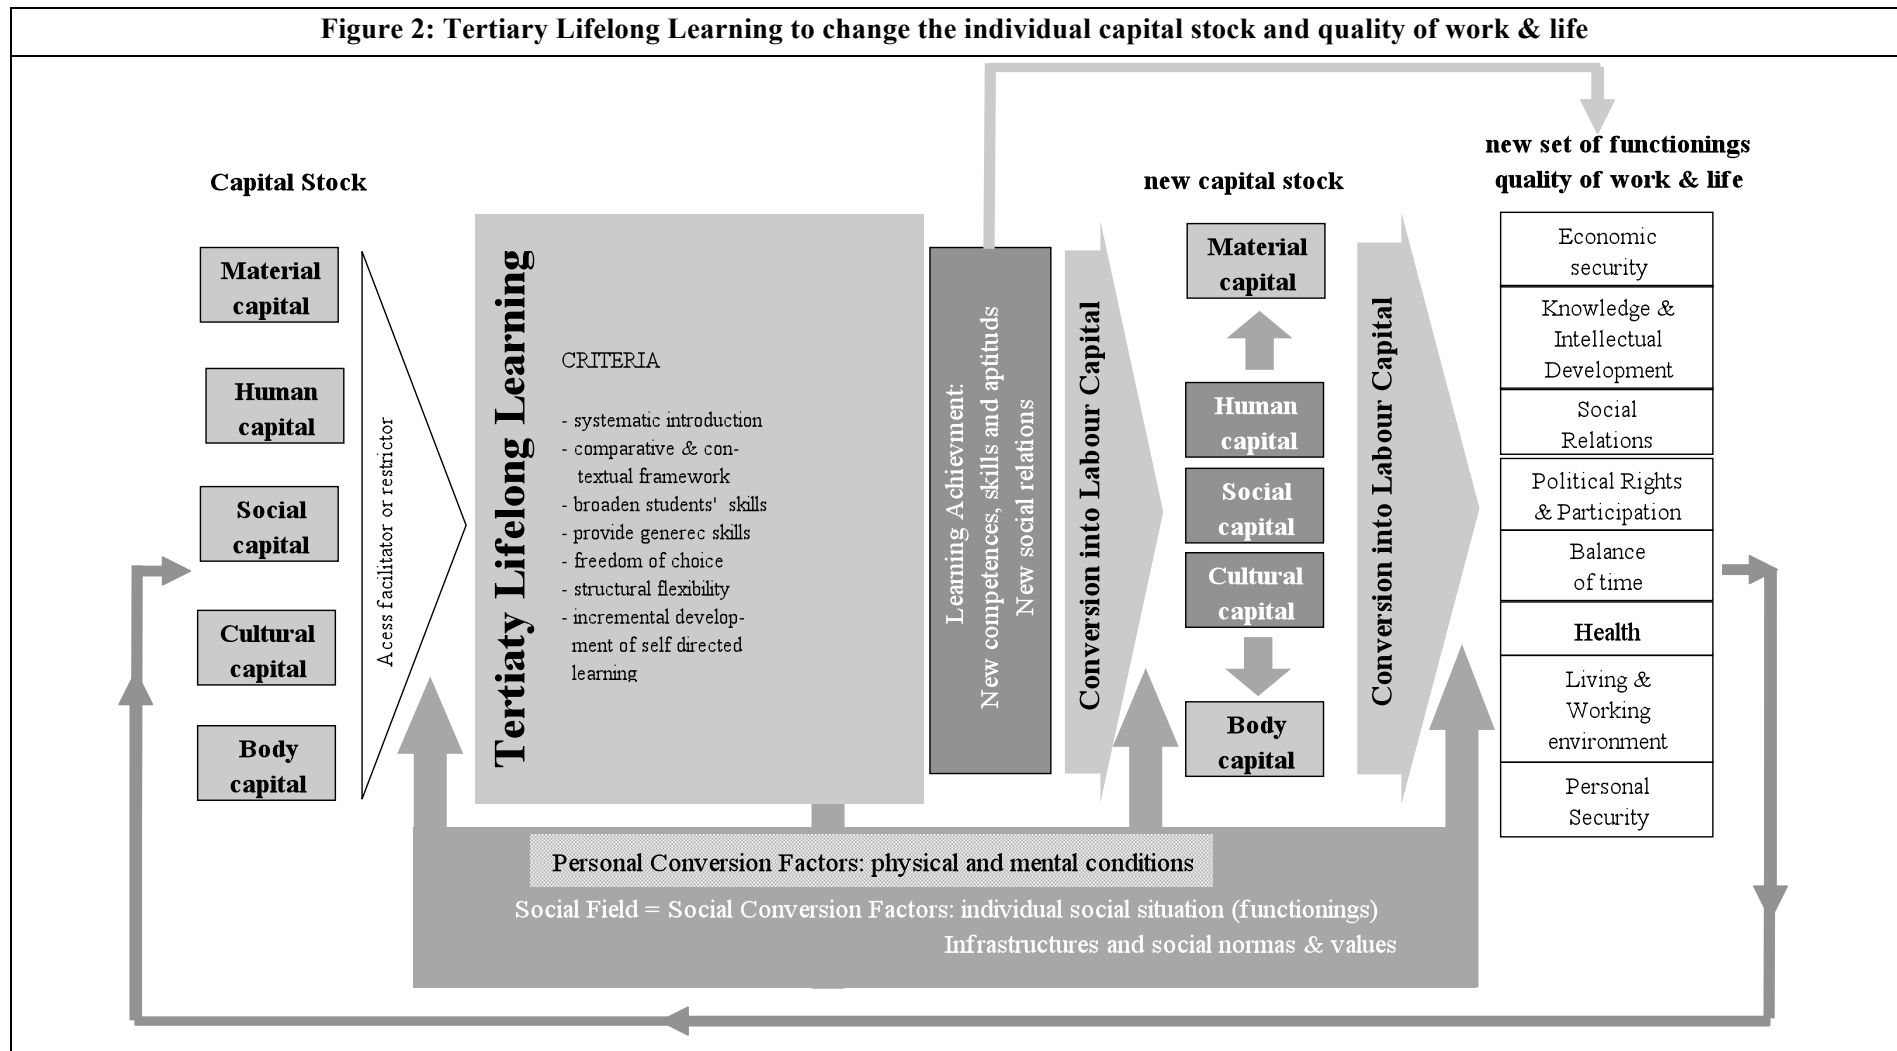 Figure 2: Tertiary Lifelong Learning to change the individual capital stock and quality of work & life
Capital Stock
Material
capital
Human
capital
Social
capital
Cultural
capital
Body
capital
Acess facilitator or restrictor
Tertiaty Lifelong Learning
CRITERIA
- systematic introduction
- comparative & con-
textual framework
- broaden students' skills
- provide generec skills
- freedom of choice
- structural flexibility
- incremental develop-
ment of self directed
learning
Learning Achievment:
New competences, skills and aptituds
New social relations
Conversion into Labour Capital
new capital stock
Material
capital
Human
capital
Social
capital
Cultural
capital
Body
capital
Conversion into Labour Capital
new set of functionings
quality of work & life
Economic
security
Knowledge &
Intellectual
Development
Social
Relations
Political Rights
& Participation
Balance
of time
Health
Living &
Working
environment
Personal
Security
Personal Conversion Factors: physical and mental conditions
Social Field = Social Conversion Factors: individual social situation (functionings)
Infrastructures and social normas & values